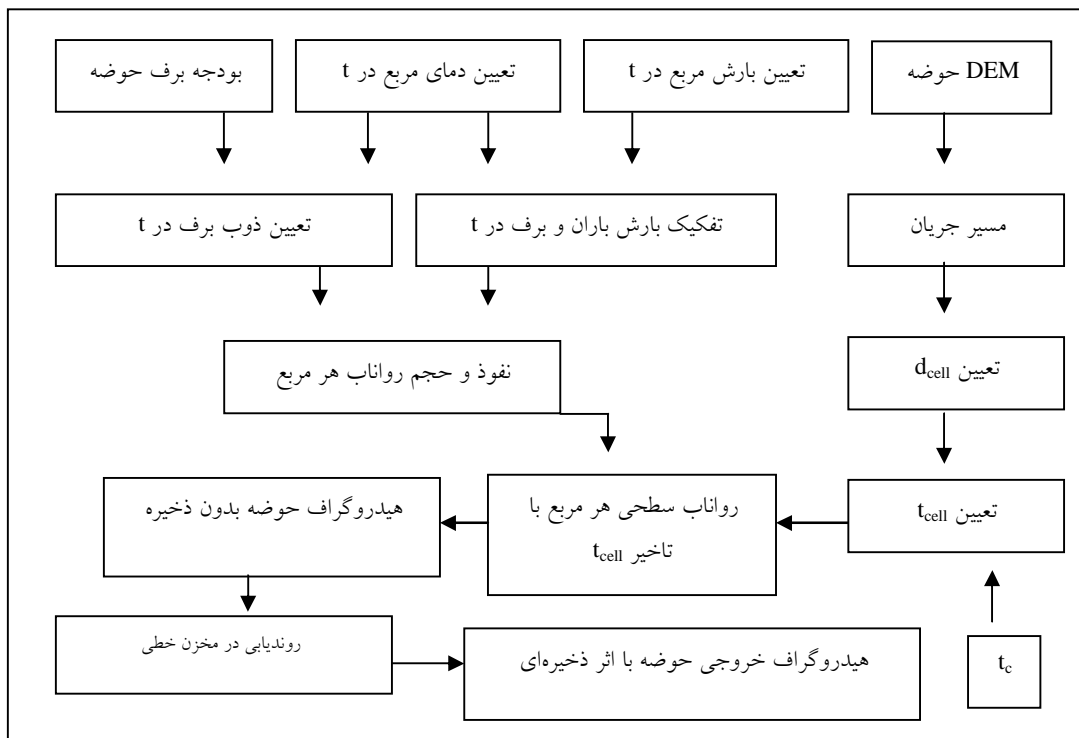 DEM حوضه
تعیین بارش مربع در t
تعیین دمای مربع در t
بودجه برف حوضه
مسیر جریان
تفکیک بارش باران و برف در t
تعیین ذوب برف در t
تعیین dcell
نفوذ و حجم رواناب هر مربع
تعیین tcell
رواناب سطحی هر مربع با
تاخیر tcell
هیدروگراف حوضه بدون ذخیره
tc
هیدروگراف خروجی حوضه با اثر ذخیره‌ای
روندیابی در مخزن خطی